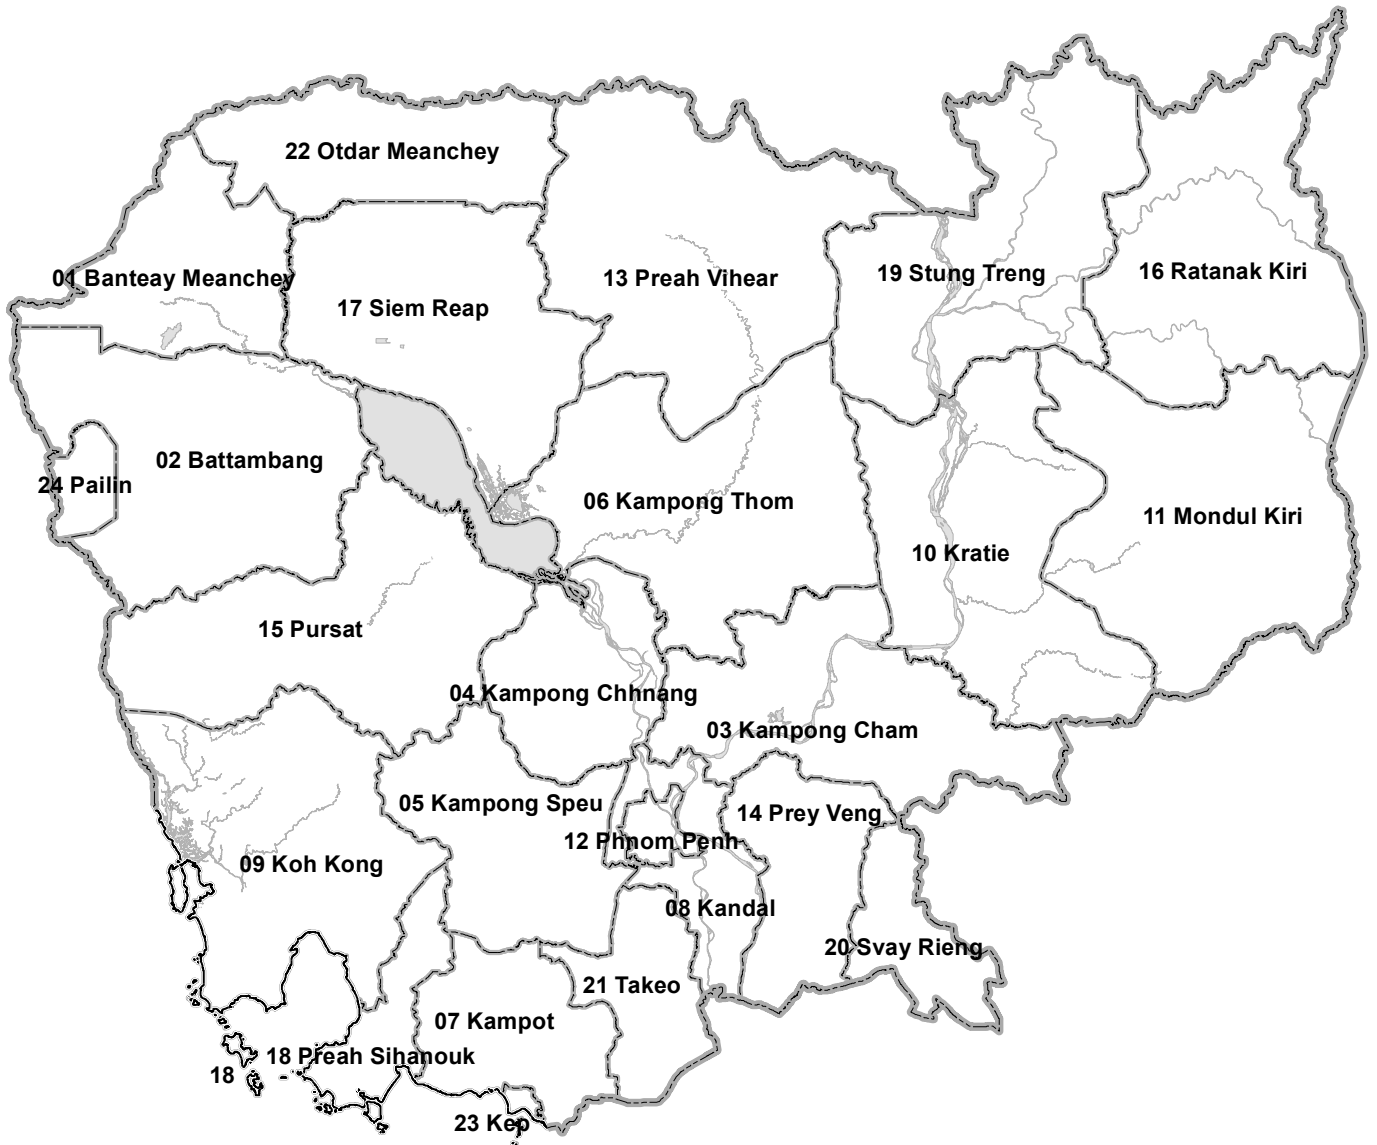 22 Otdar Meanchey
01 Banteay Meanchey
17 Siem Reap
13 Preah Vihear
19 Stung Treng
16 Ratanak Kiri
02 Battambang
24 Pailin
06 Kampong Thom
11 Mondul Kiri
10 Kratie
15 Pursat
04 Kampong Chhnang
03 Kampong Cham
05 Kampong Speu
14 Prey Veng
12 Phnom Penh
09 Koh Kong
08 Kandal
20 Svay Rieng
21 Takeo
07 Kampot
18 Preah Sihanouk
18
23 Kep